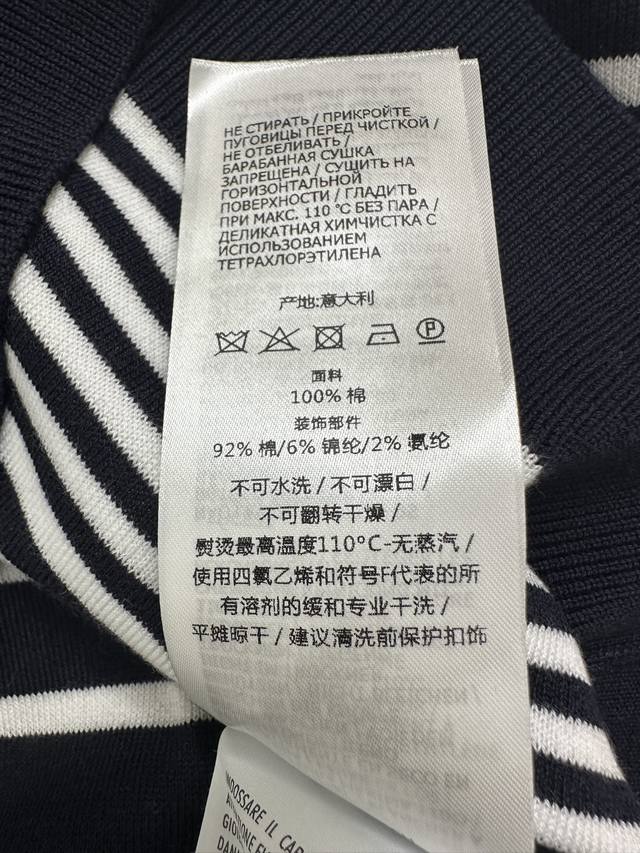 НЕ СТИРАТЬ / ПРИКРОЙТЕ
ПУГОВИЦЫ ПЕРЕД ЧИСТКОЙ /
НЕ ОТБЕЛИВАТЬ /
БАРАБАННАЯ СУШКА
ЗАПРЕЩЕНА / СУШИТЬ НА
ГОРИЗОНТАЛЬНОЙ
ПОВЕРХНОСТИ / ГЛАДИТЬ
ПРИ МАКС. 110 °C БЕЗ ПАРА /
ДЕЛИКАТНАЯ ХИМЧИСТКА С
ИСПОЛЬЗОВАНИЕМ
ТЕТРАХЛОРЭТИЛЕНА
产地:意大利
P
面料
100% 棉
装饰部件
92% 棉/6% 锦纶/2% 氨纶
不可水洗 / 不可漂白 /
不可翻转干燥 /
熨烫最高温度110°C-无蒸汽 /
使用四氯乙烯和符号F代表的所
有溶剂的缓和专业干洗 /
平摊晾干 / 建议清洗前保护扣饰
INDOSSARE IL